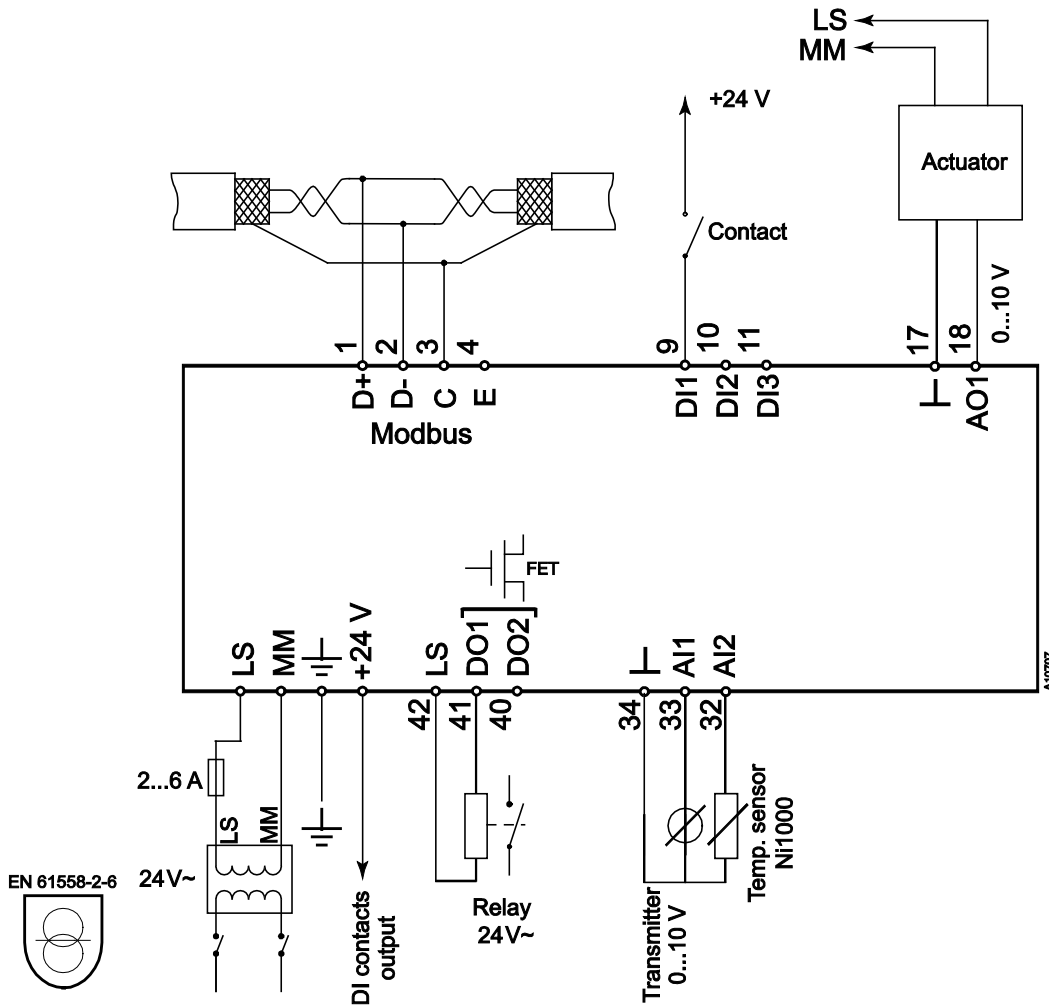 LS
MM
+24 V
Actuator
Contact
0...10 V
1
2
3
4
9
10
11
17
18
D+
D-
C
E
DI1
DI2
DI3
AO1
Modbus
FET
LS
MM
+24 V
LS
DO1
DO2
AI1
AI2
42
41
40
34
33
32
2...6 A
LS
MM
24V~
EN 61558-2-6
DI contacts
output
Relay
24V~
Transmitter
0...10 V
Temp. sensor
Ni1000